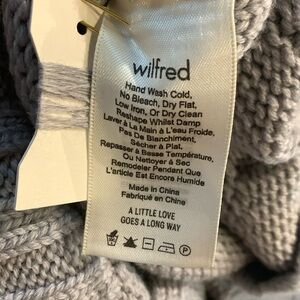 wilfred
Hand Wash Cold,
No Bleach, Dry Flat,
Low Iron, Or Dry Clean
Reshape Whilst Damp
Laver à La Main à L'eau Froide,
Pas De Blanchiment,
Sécher à Plat,
Repasser à Basse Température,
Ou Nettoyer à Sec
Remodeler Pendant Que
L'article Est Encore Humide
Made in China
Fabriqué en Chine
A LITTLE LOVE
GOES A LONG WAY
P